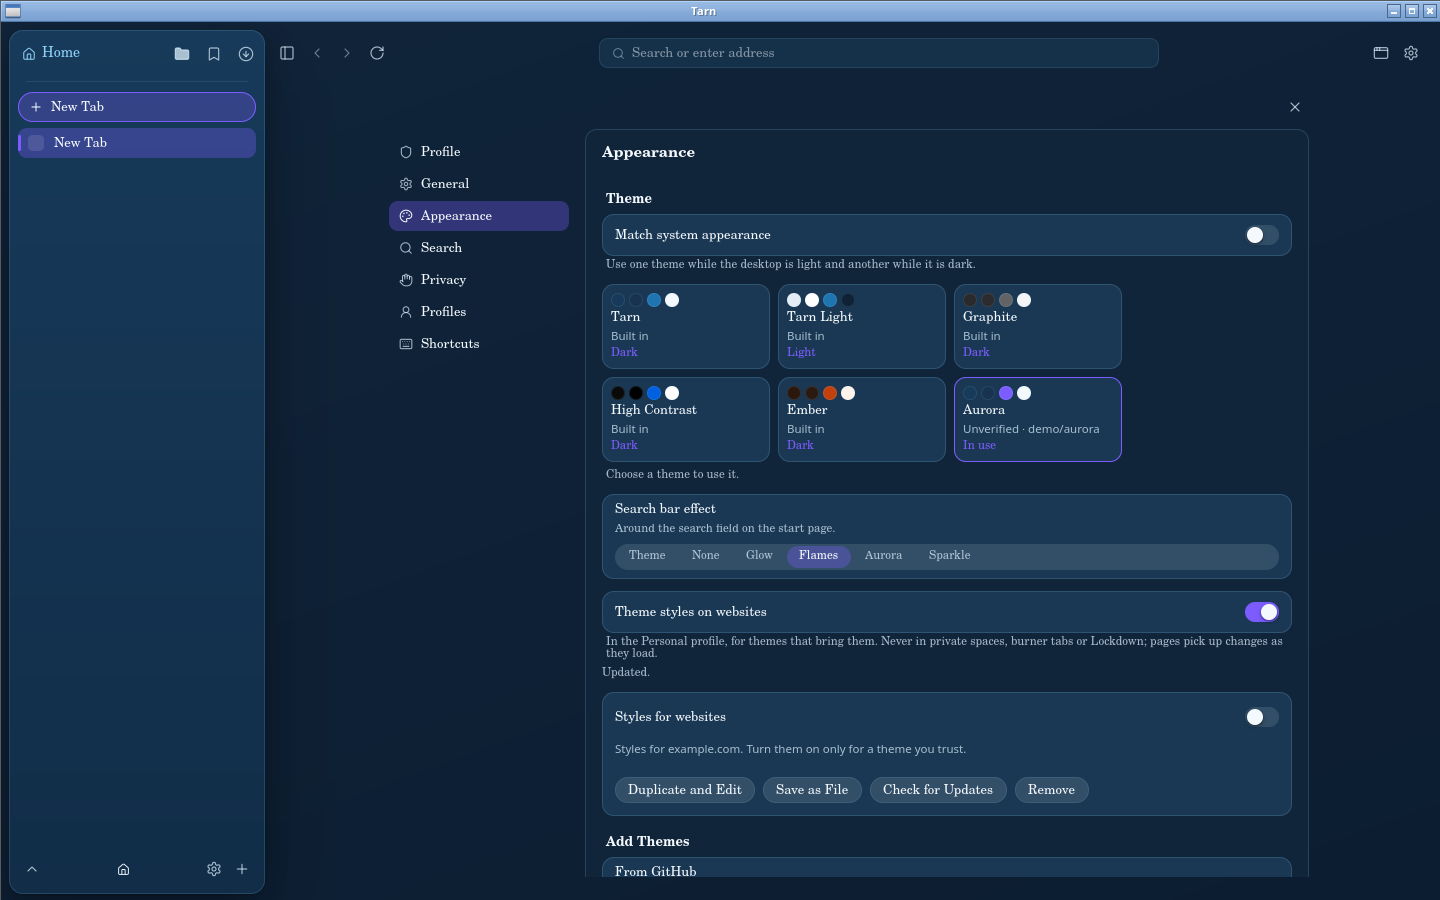 Tarn
Home
Search or enter address
New Tab
New Tab
Profile
General
Appearance
Search
Privacy
Profiles
Shortcuts
Appearance
Theme
Match system appearance
Use one theme while the desktop is light and another while it is dark.
Tarn
Built in
Dark
Tarn Light
Built in
Light
Graphite
Built in
Dark
High Contrast
Built in
Dark
Ember
Built in
Dark
Aurora
Unverified · demo/aurora
In use
Choose a theme to use it.
Search bar effect
Around the search field on the start page.
Theme None Glow Flames Aurora Sparkle
Theme styles on websites
In the Personal profile, for themes that bring them. Never in private spaces, burner tabs or Lockdown; pages pick up changes as
they load.
Updated.
Styles for websites
Styles for example.com. Turn them on only for a theme you trust.
Duplicate and Edit Save as File Check for Updates Remove
Add Themes
From GitHub